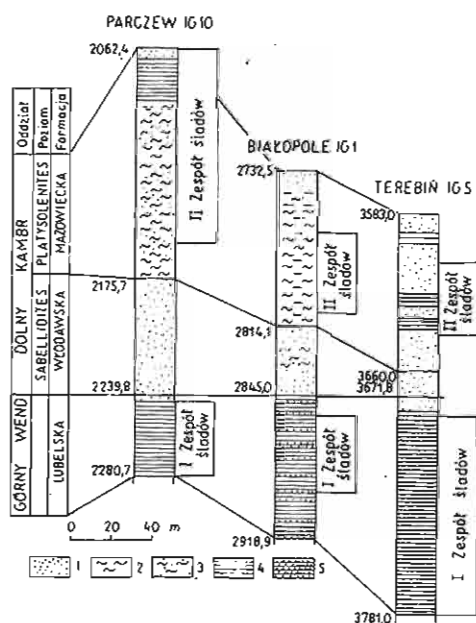 PARCZEW IG10
2062,4
II Zespół śladów
BIAŁOPOLE IG1
2732,5
TEREBIŃ IG5
3583,0
Oddział
Poziom
Formacja
DOLNY KAMBR
PLATYSOLENITES
MAZOWIECKA
II Zespół śladów
II Zespół śladów
2175,7
SABELLIDITES
WŁODAWSKA
2814,1
3660,0
3671,8
2239,8
2845,0
GÓRNY WEND
LUBELSKA
I Zespół śladów
I Zespół śladów
I Zespół śladów
2280,7
0 20 40 m
2918,9
1 2 3 4 5
3781,0